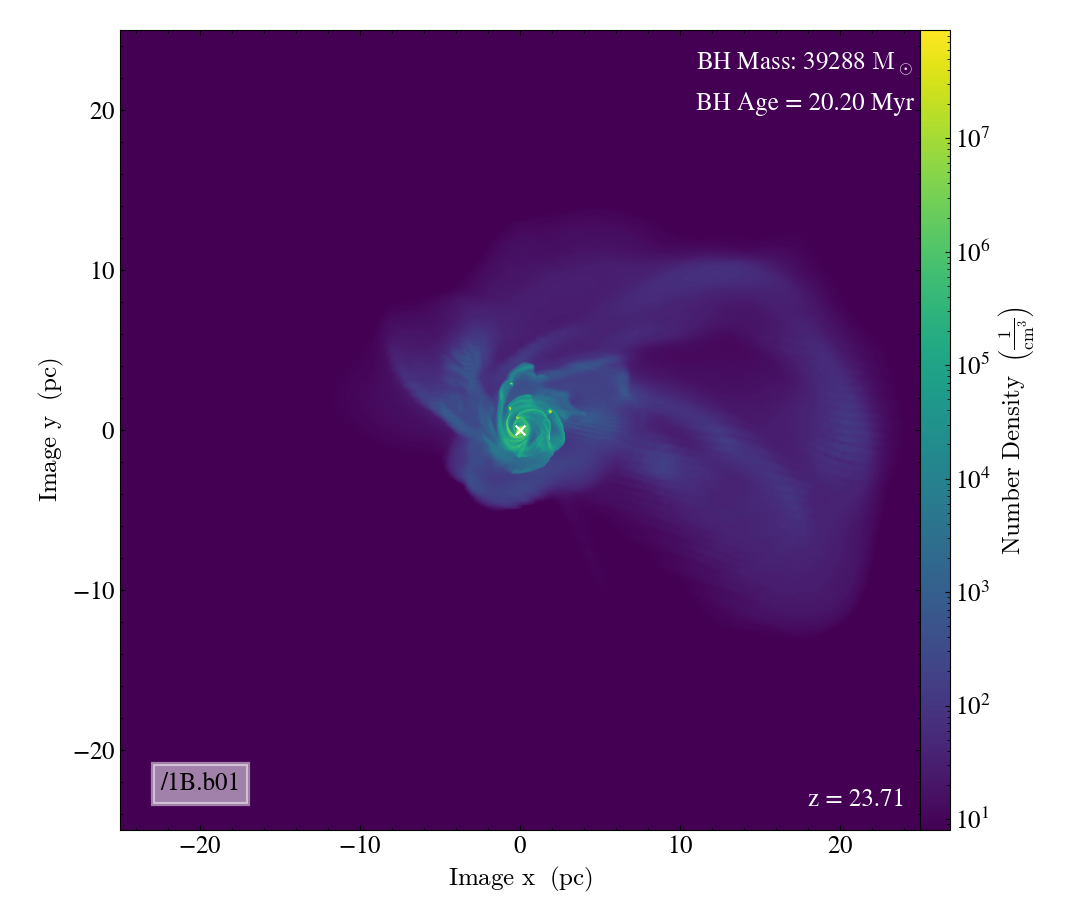 BH Mass: 39288 M☉
BH Age = 20.20 Myr
20
10
0
−10
−20
Image y (pc)
/1B.b01
z = 23.71
−20 −10 0 10 20
Image x (pc)
10⁷
10⁶
10⁵
10⁴
10³
10²
10¹
Number Density (1/cm³)